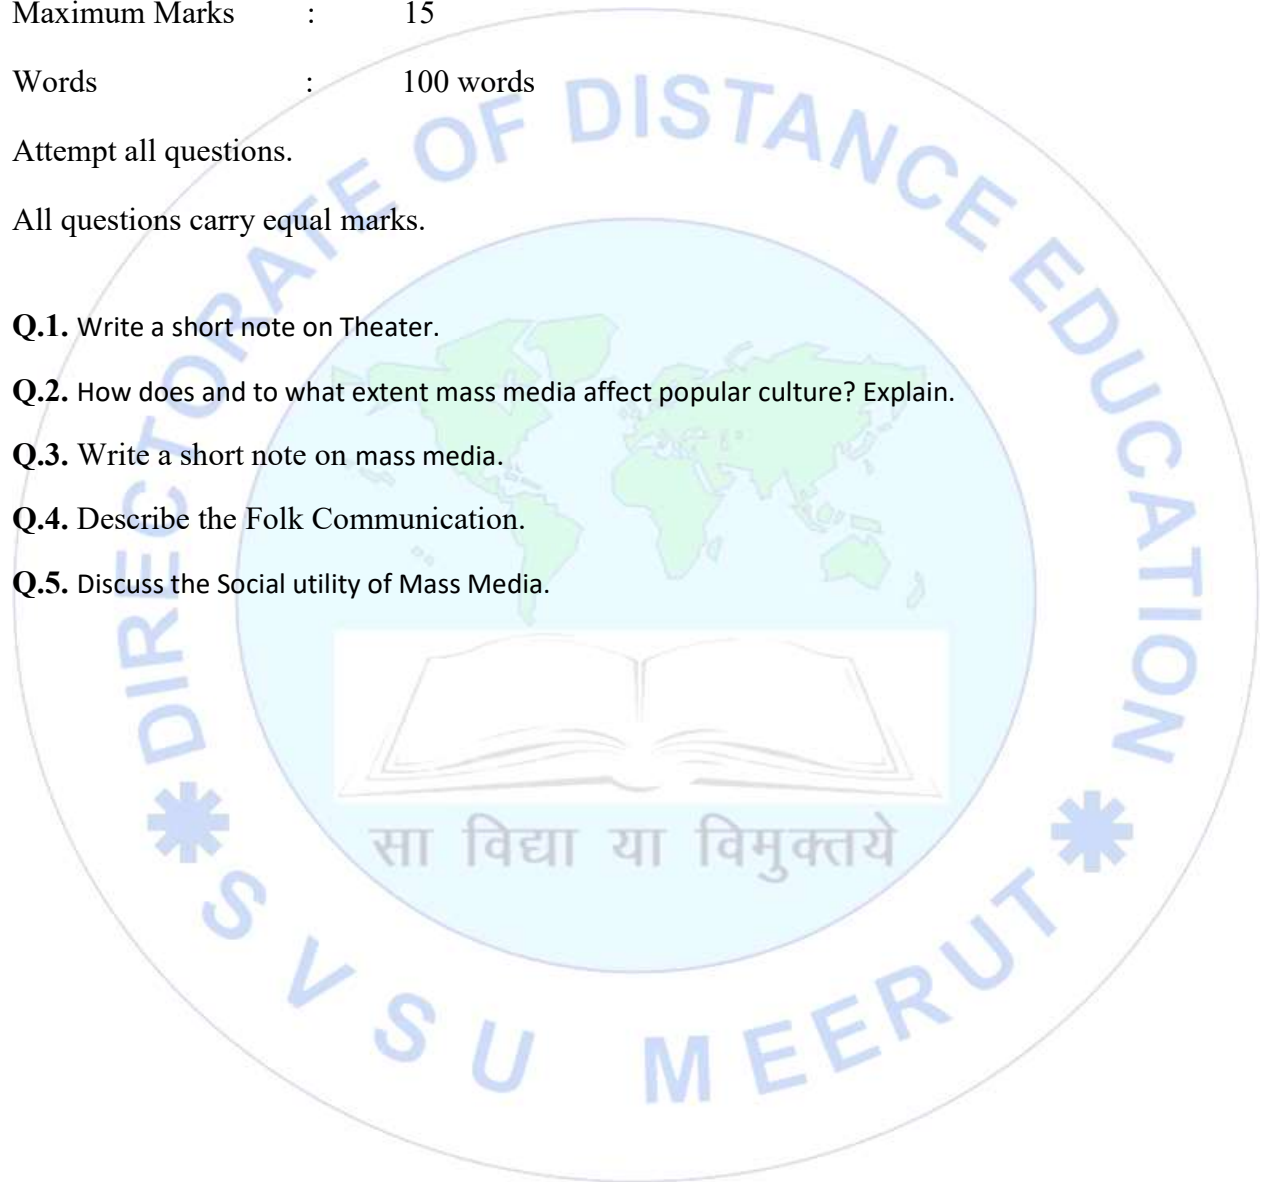 Maximum Marks : 15
Words : 100 words
Attempt all questions.
All questions carry equal marks.
Q.1. Write a short note on Theater.
Q.2. How does and to what extent mass media affect popular culture? Explain.
Q.3. Write a short note on mass media.
Q.4. Describe the Folk Communication.
Q.5. Discuss the Social utility of Mass Media.
DIRECTORATE OF DISTANCE EDUCATION
सा विद्या या विमुक्तये
SVSU MEERUT